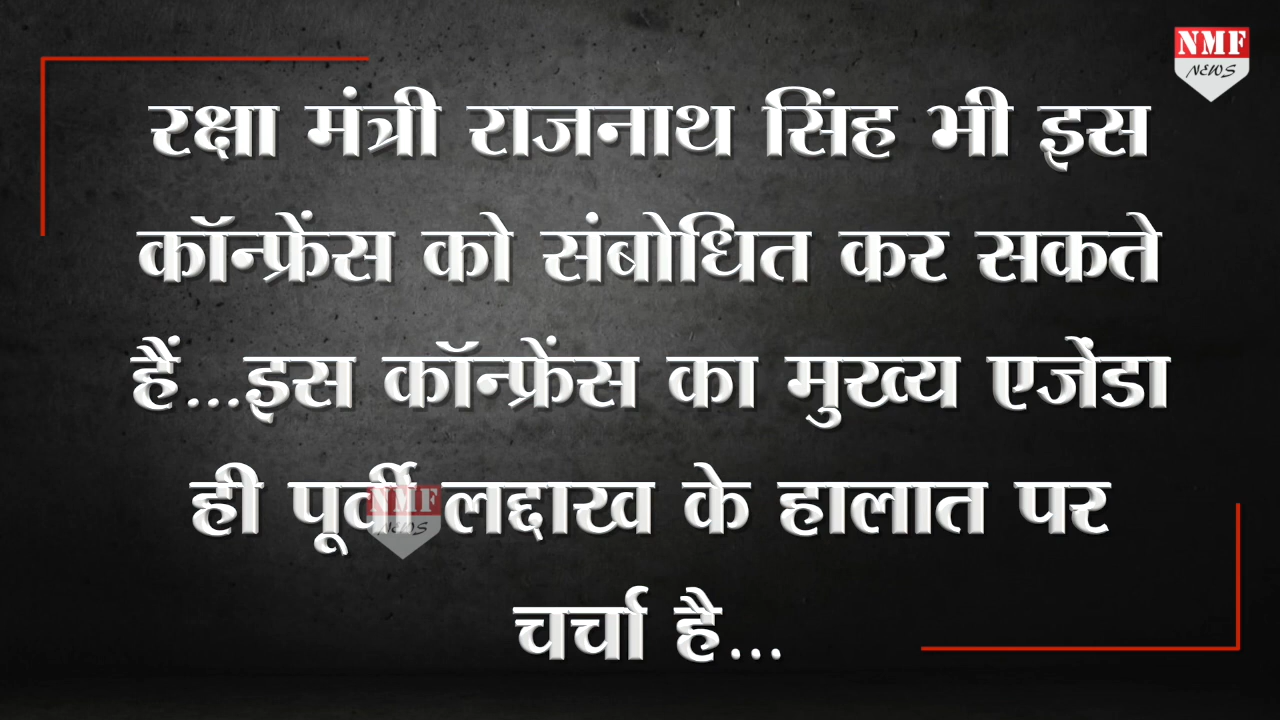 NMF
NEWS
रक्षा मंत्री राजनाथ सिंह भी इस
कॉन्फ्रेंस को संबोधित कर सकते
हैं...इस कॉन्फ्रेंस का मुख्य एजेंडा
ही पूर्वी लद्दाख के हालात पर
NMF
NEWS
चर्चा है...